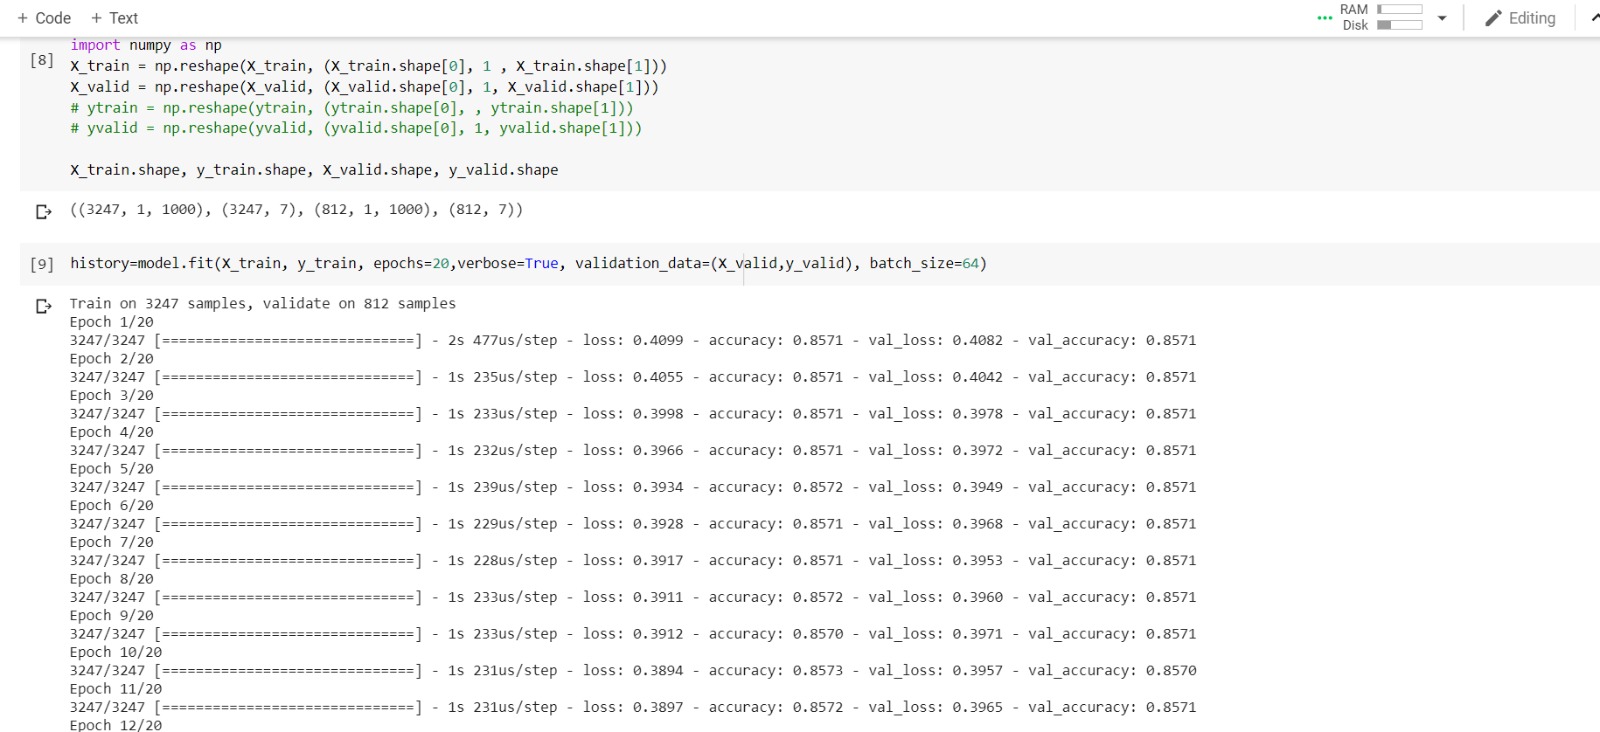 + Code + Text
RAM
Disk
Editing
import numpy as np
[8] X_train = np.reshape(X_train, (X_train.shape[0], 1 , X_train.shape[1]))
X_valid = np.reshape(X_valid, (X_valid.shape[0], 1, X_valid.shape[1]))
# ytrain = np.reshape(ytrain, (ytrain.shape[0], , ytrain.shape[1]))
# yvalid = np.reshape(yvalid, (yvalid.shape[0], 1, yvalid.shape[1]))
X_train.shape, y_train.shape, X_valid.shape, y_valid.shape
((3247, 1, 1000), (3247, 7), (812, 1, 1000), (812, 7))
[9] history=model.fit(X_train, y_train, epochs=20,verbose=True, validation_data=(X_valid,y_valid), batch_size=64)
Train on 3247 samples, validate on 812 samples
Epoch 1/20
3247/3247 [==============================] - 2s 477us/step - loss: 0.4099 - accuracy: 0.8571 - val_loss: 0.4082 - val_accuracy: 0.8571
Epoch 2/20
3247/3247 [==============================] - 1s 235us/step - loss: 0.4055 - accuracy: 0.8571 - val_loss: 0.4042 - val_accuracy: 0.8571
Epoch 3/20
3247/3247 [==============================] - 1s 233us/step - loss: 0.3998 - accuracy: 0.8571 - val_loss: 0.3978 - val_accuracy: 0.8571
Epoch 4/20
3247/3247 [==============================] - 1s 232us/step - loss: 0.3966 - accuracy: 0.8571 - val_loss: 0.3972 - val_accuracy: 0.8571
Epoch 5/20
3247/3247 [==============================] - 1s 239us/step - loss: 0.3934 - accuracy: 0.8572 - val_loss: 0.3949 - val_accuracy: 0.8571
Epoch 6/20
3247/3247 [==============================] - 1s 229us/step - loss: 0.3928 - accuracy: 0.8571 - val_loss: 0.3968 - val_accuracy: 0.8571
Epoch 7/20
3247/3247 [==============================] - 1s 228us/step - loss: 0.3917 - accuracy: 0.8571 - val_loss: 0.3953 - val_accuracy: 0.8571
Epoch 8/20
3247/3247 [==============================] - 1s 233us/step - loss: 0.3911 - accuracy: 0.8572 - val_loss: 0.3960 - val_accuracy: 0.8571
Epoch 9/20
3247/3247 [==============================] - 1s 233us/step - loss: 0.3912 - accuracy: 0.8570 - val_loss: 0.3971 - val_accuracy: 0.8571
Epoch 10/20
3247/3247 [==============================] - 1s 231us/step - loss: 0.3894 - accuracy: 0.8573 - val_loss: 0.3957 - val_accuracy: 0.8570
Epoch 11/20
3247/3247 [==============================] - 1s 231us/step - loss: 0.3897 - accuracy: 0.8572 - val_loss: 0.3965 - val_accuracy: 0.8571
Epoch 12/20